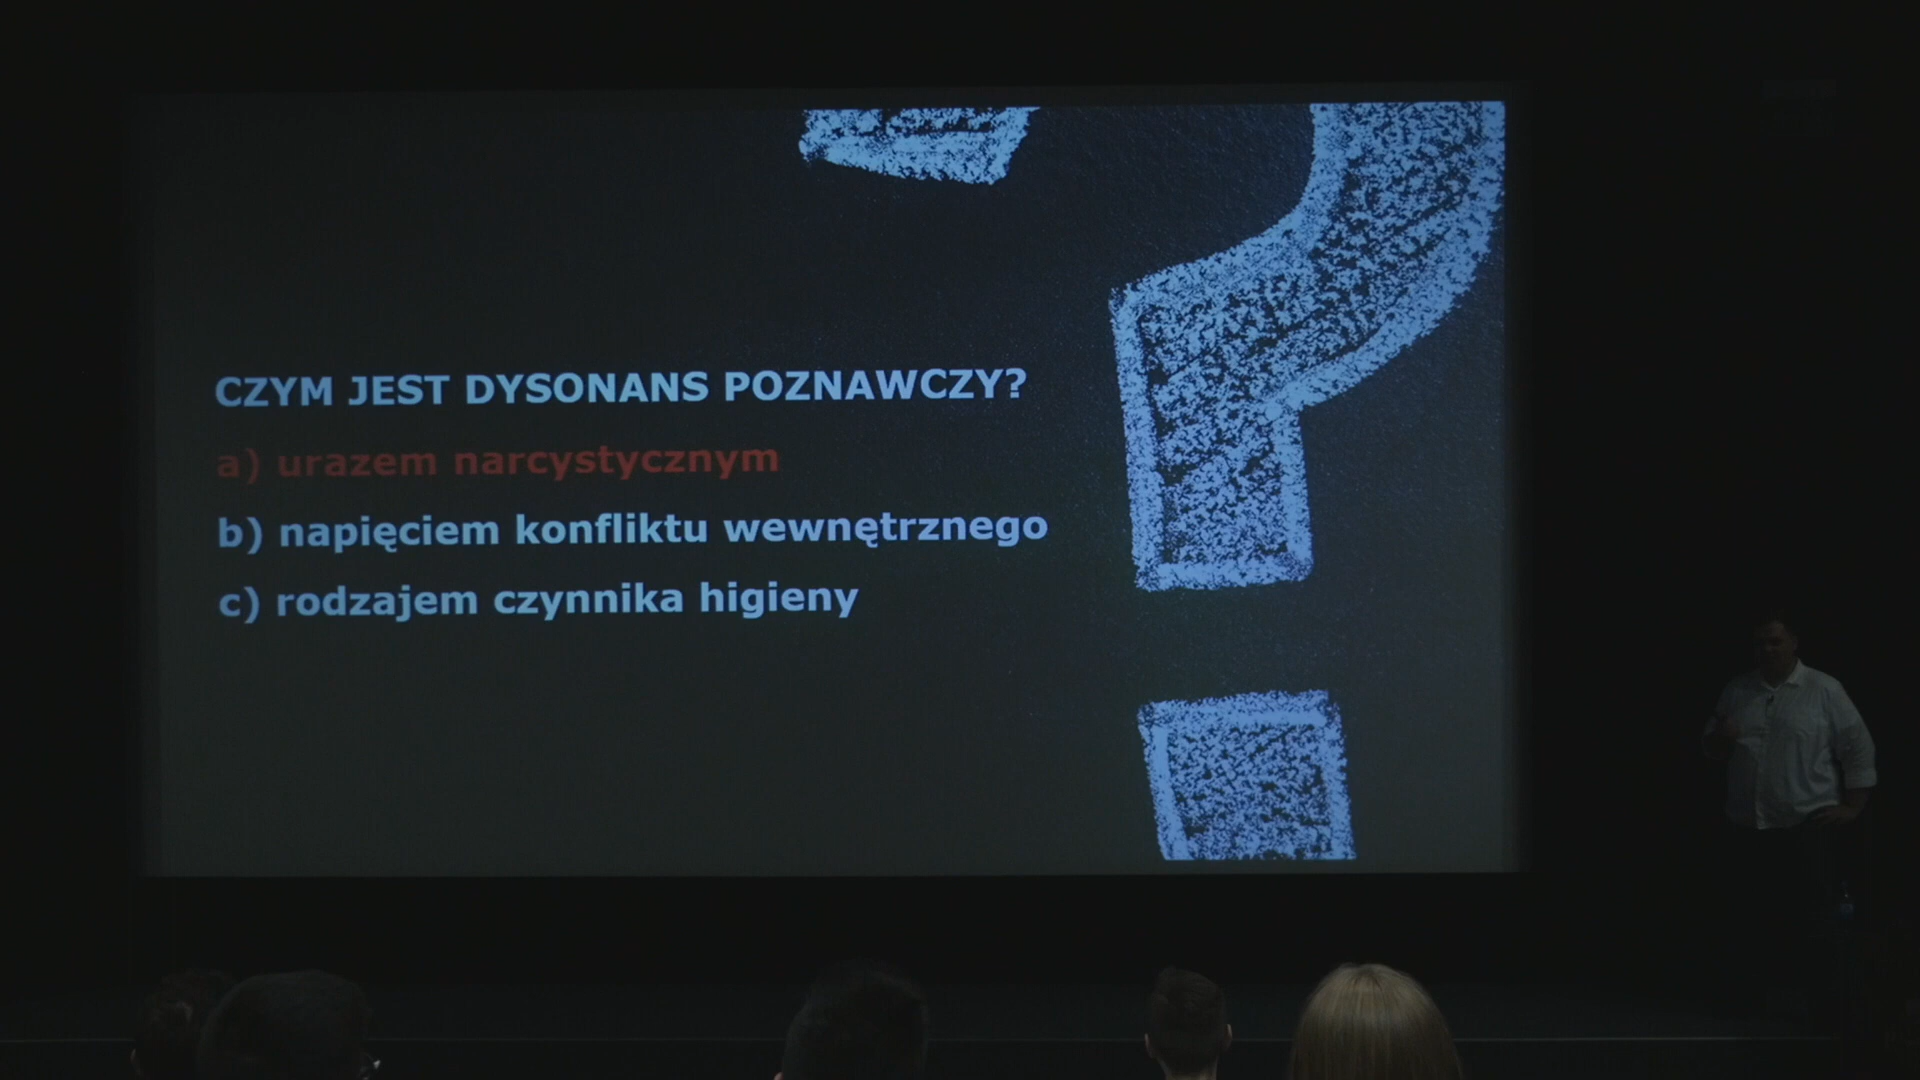 CZYM JEST DYSONANS POZNAWCZY?
a) urazem narcystycznym
b) napięciem konfliktu wewnętrznego
c) rodzajem czynnika higieny